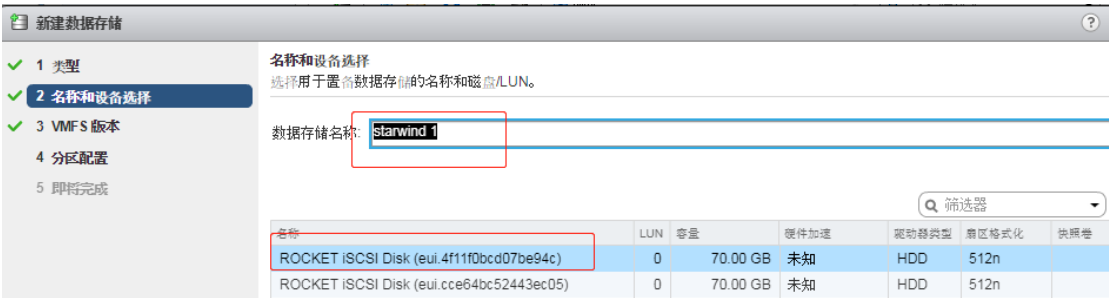 新建数据存储
?
1 类型
2 名称和设备选择
3 VMFS 版本
4 分区配置
5 即将完成
名称和设备选择
选择用于置备数据存储的名称和磁盘/LUN。
数据存储名称: starwind 1
筛选器
名称 LUN 容量 硬件加速 驱动器类型 扇区格式化 快照卷
ROCKET iSCSI Disk (eui.4f11f0bcd07be94c) 0 70.00 GB 未知 HDD 512n
ROCKET iSCSI Disk (eui.cce64bc52443ec05) 0 70.00 GB 未知 HDD 512n